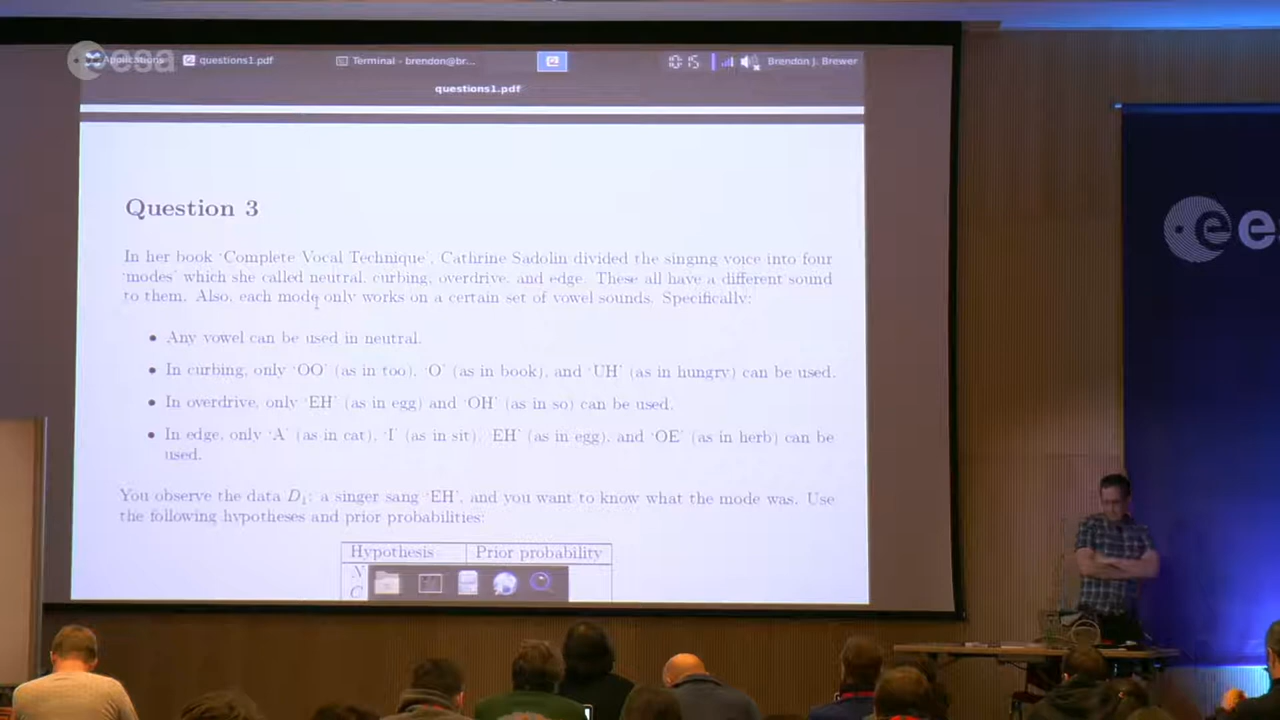 esa
Applications questions1.pdf Terminal - brendon@br... 10:15 Brendon J. Brewer
questions1.pdf
Question 3
In her book 'Complete Vocal Technique', Cathrine Sadolin divided the singing voice into four
'modes' which she called neutral, curbing, overdrive, and edge. These all have a different sound
to them. Also, each mode only works on a certain set of vowel sounds. Specifically:
• Any vowel can be used in neutral.
• In curbing, only 'OO' (as in too), 'O' (as in book), and 'UH' (as in hungry) can be used.
• In overdrive, only 'EH' (as in egg) and 'OH' (as in so) can be used.
• In edge, only 'A' (as in cat), 'I' (as in sit), 'EH' (as in egg), and 'OE' (as in herb) can be
used.
You observe the data D₁: a singer sang 'EH', and you want to know what the mode was. Use
the following hypotheses and prior probabilities:
Hypothesis Prior probability
N
C
es